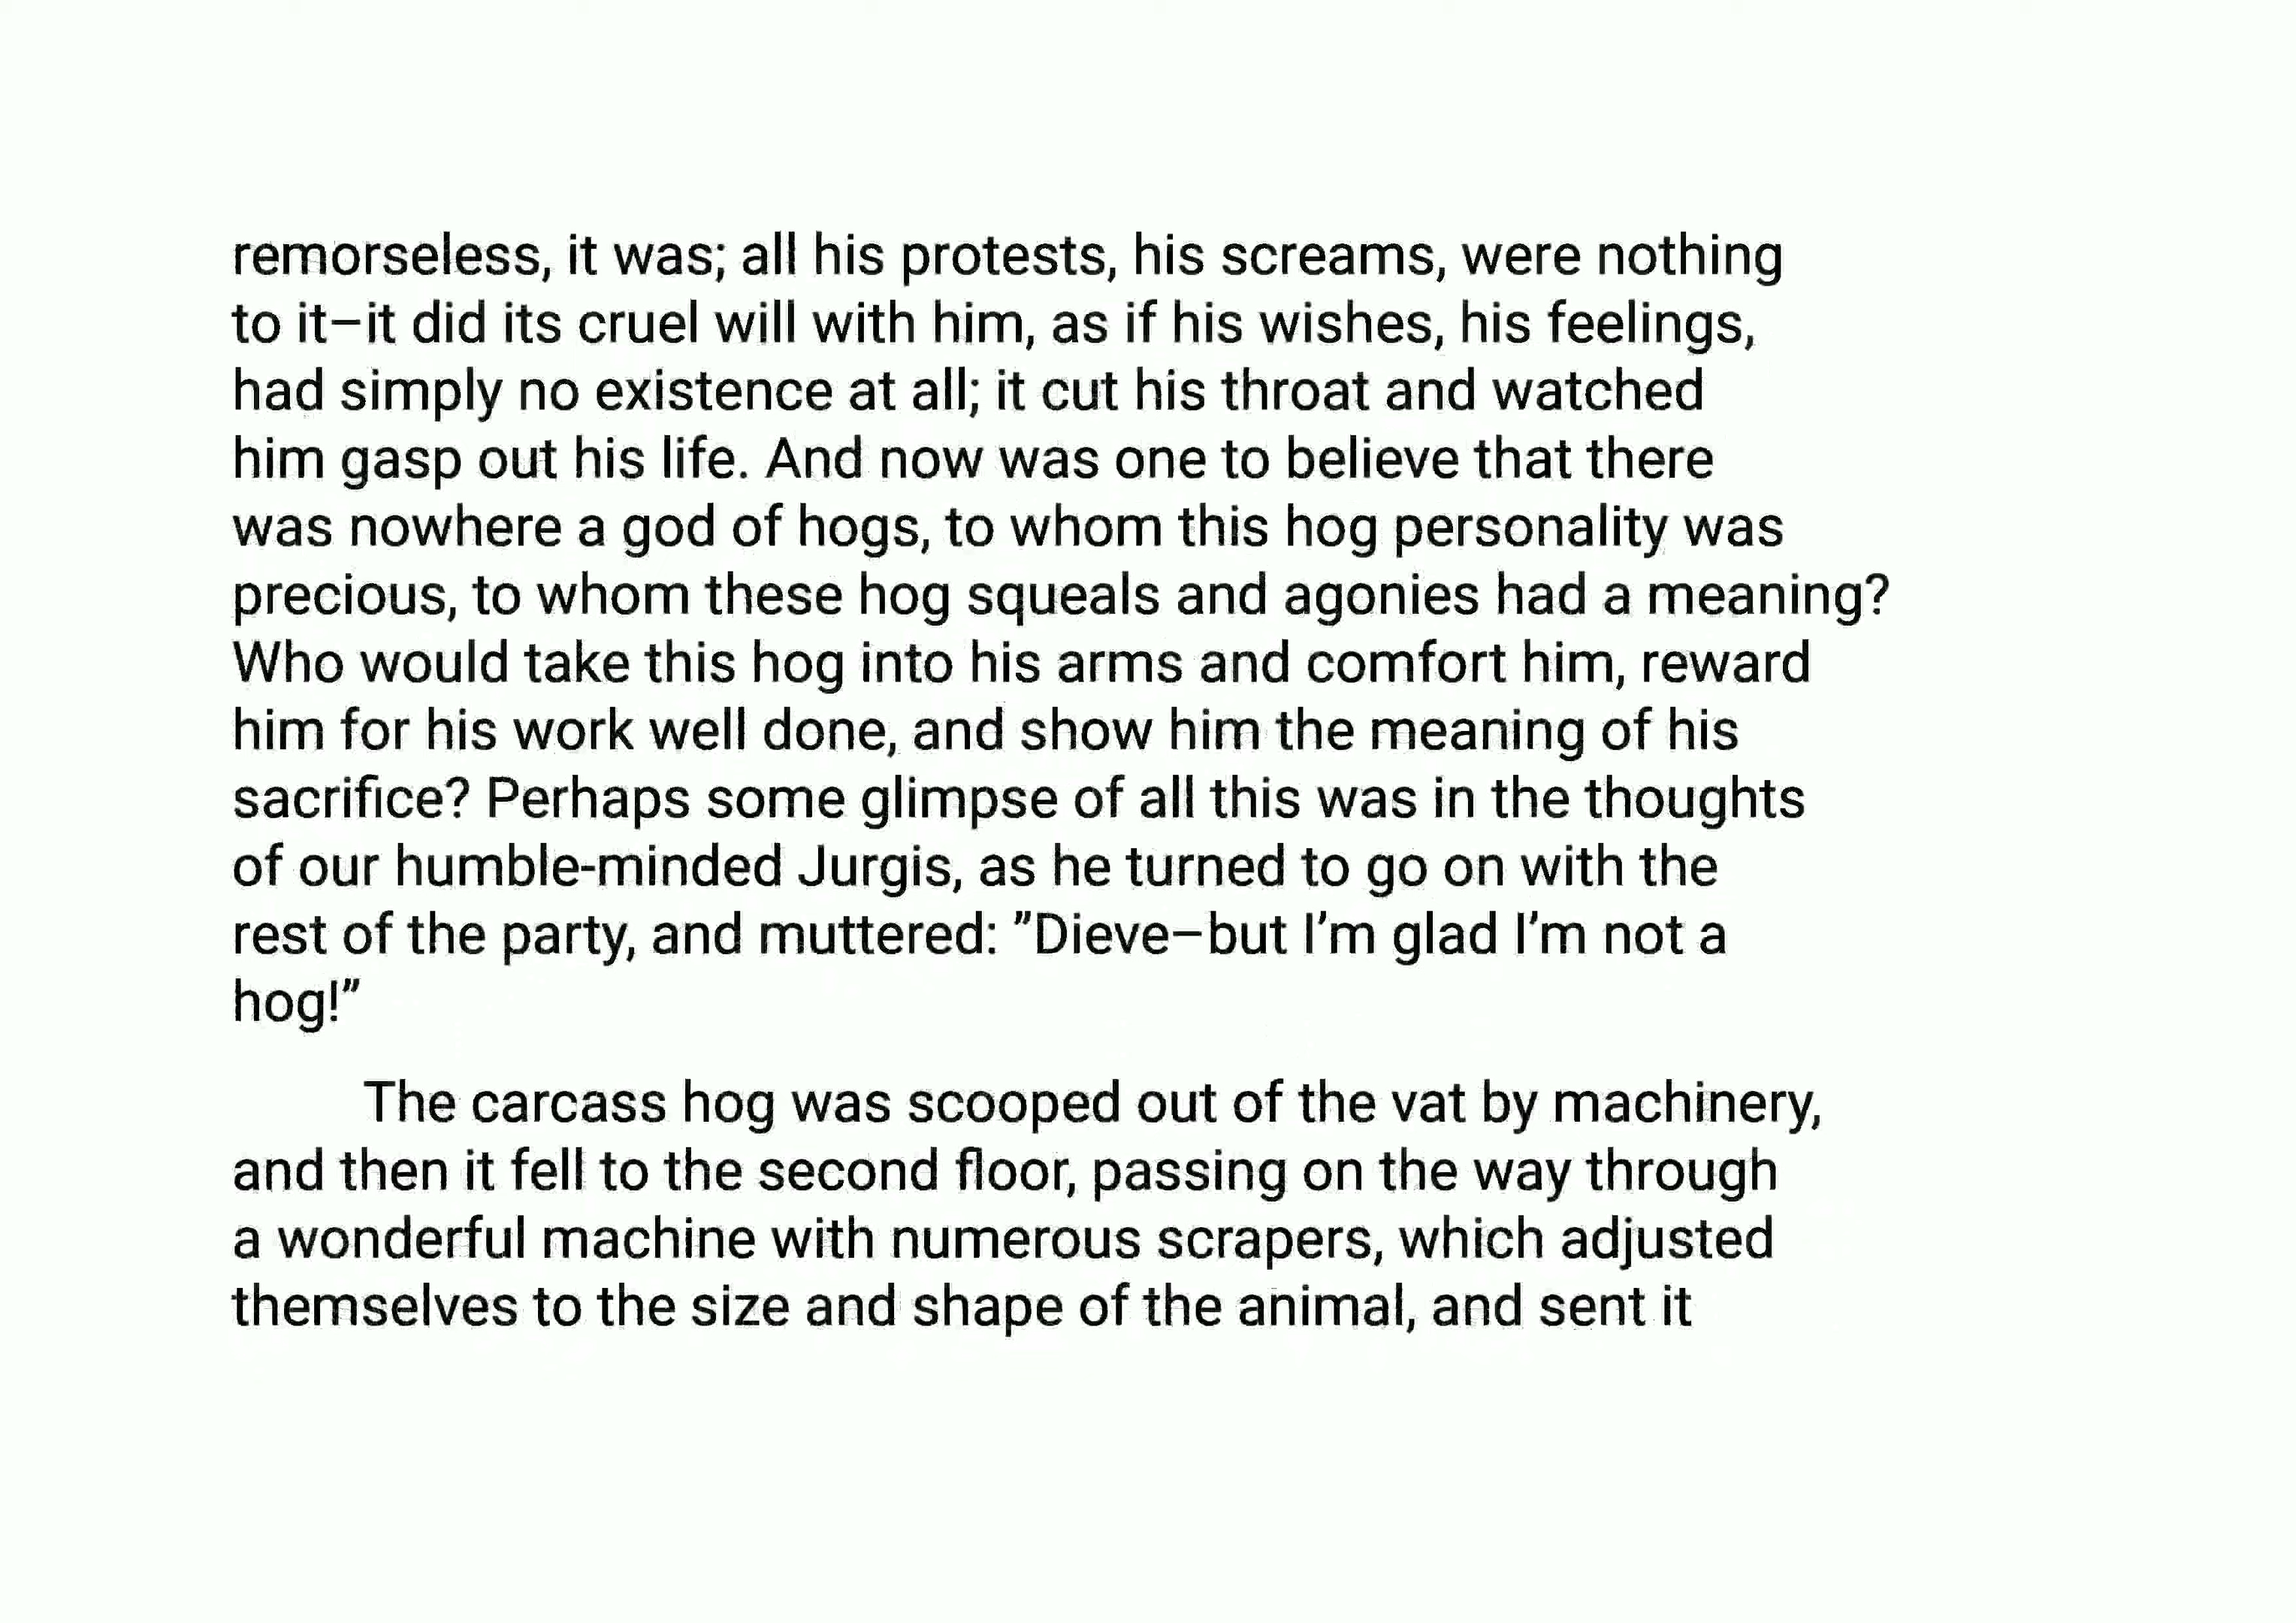 remorseless, it was; all his protests, his screams, were nothing
to it–it did its cruel will with him, as if his wishes, his feelings,
had simply no existence at all; it cut his throat and watched
him gasp out his life. And now was one to believe that there
was nowhere a god of hogs, to whom this hog personality was
precious, to whom these hog squeals and agonies had a meaning?
Who would take this hog into his arms and comfort him, reward
him for his work well done, and show him the meaning of his
sacrifice? Perhaps some glimpse of all this was in the thoughts
of our humble-minded Jurgis, as he turned to go on with the
rest of the party, and muttered: ”Dieve–but I’m glad I’m not a
hog!”
The carcass hog was scooped out of the vat by machinery,
and then it fell to the second floor, passing on the way through
a wonderful machine with numerous scrapers, which adjusted
themselves to the size and shape of the animal, and sent it